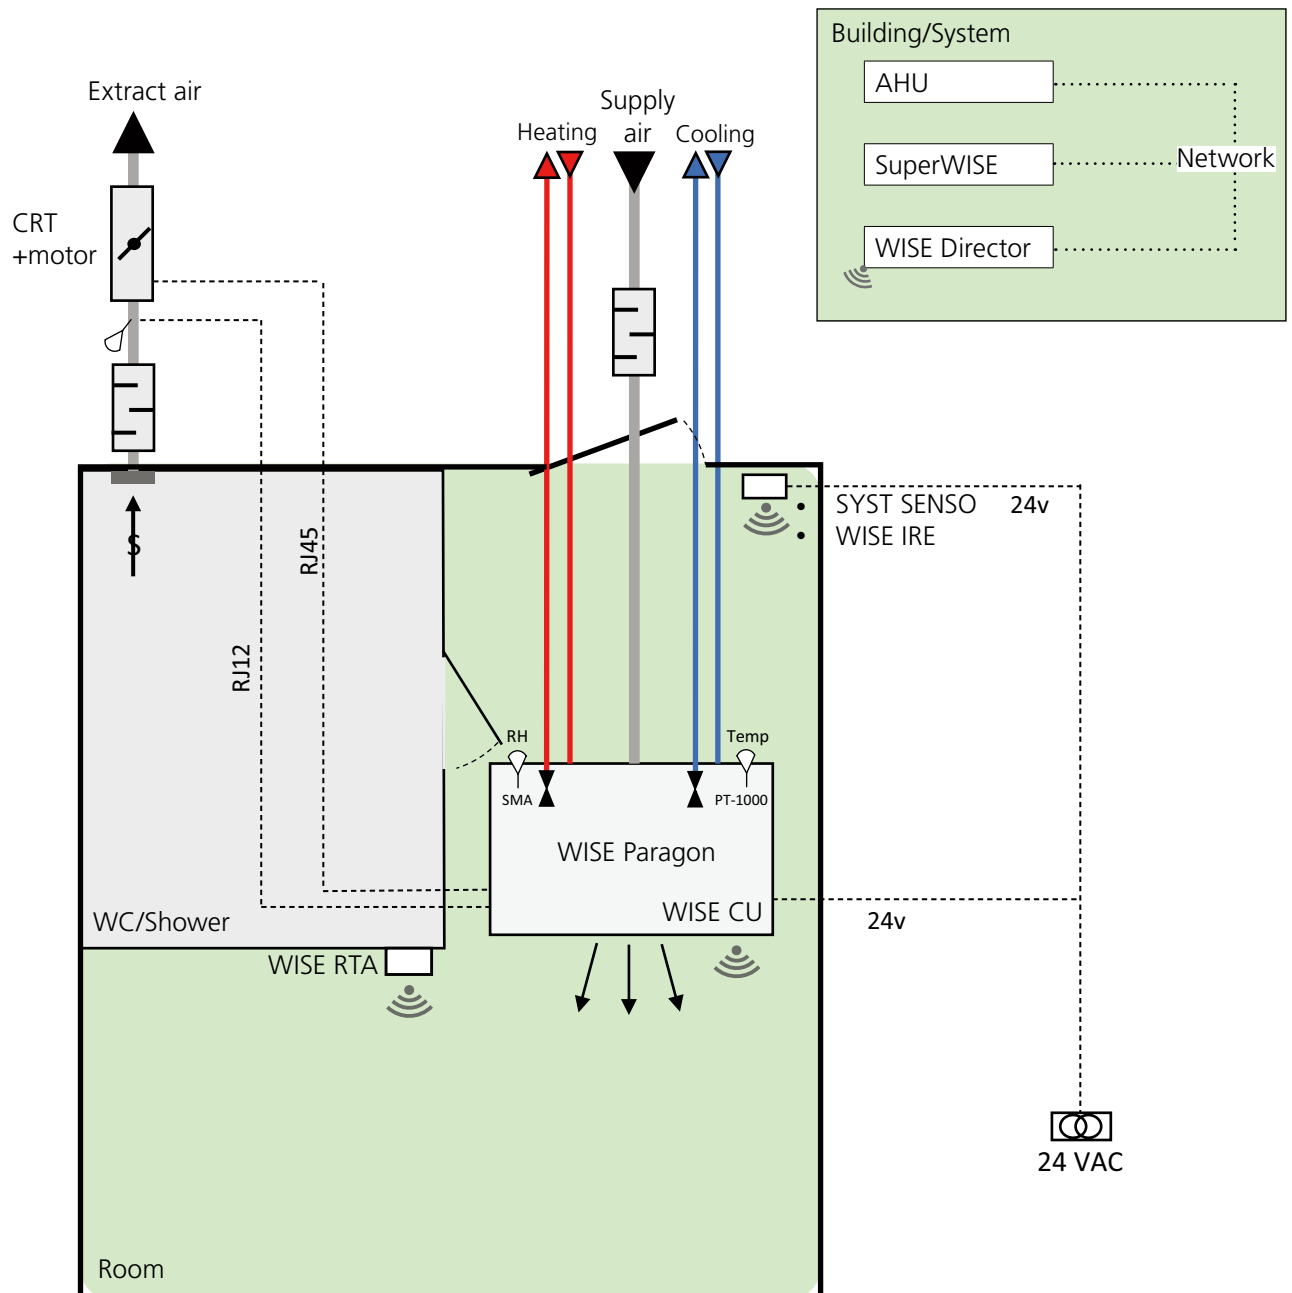 Building/System
AHU
SuperWISE
Network
WISE Director
Extract air
Supply
air
Heating
Cooling
CRT
+motor
SYST SENSO
24v
WISE IRE
S
RJ45
RJ12
RH
Temp
SMA
PT-1000
WISE Paragon
WISE CU
24v
WC/Shower
WISE RTA
24 VAC
Room